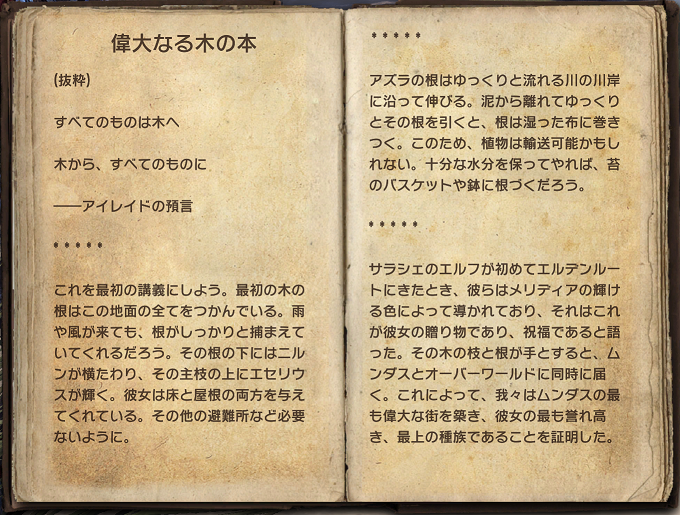 偉大なる木の本
(抜粋)
すべてのものは木へ
木から、すべてのものに
——アイレイドの預言
*****
これを最初の講義にしよう。最初の木の
根はこの地面の全てをつかんでいる。雨
や風が来ても、根がしっかりと捕まえて
いてくれるだろう。その根の下にはニル
ンが横たわり、その主枝の上にエセリウ
スが輝く。彼女は床と屋根の両方を与え
てくれている。その他の避難所など必要
ないように。
*****
アズラの根はゆっくりと流れる川の川岸
に沿って伸びる。泥から離れてゆっくり
とその根を引くと、根は湿った布に巻き
つく。このため、植物は輸送可能かもし
れない。十分な水分を保ってやれば、苔
のバスケットや鉢に根づくだろう。
*****
サラシェのエルフが初めてエルデンルー
トにきたとき、彼らはメリディアの輝け
る色によって導かれており、それはこれ
が彼女の贈り物であり、祝福であると語
った。その木の枝と根が手とすると、ム
ンダスとオーバーワールドに同時に届
く。これによって、我々はムンダスの最
も偉大な街を築き、彼女の最も誉れ高
き、最上の種族であることを証明した。